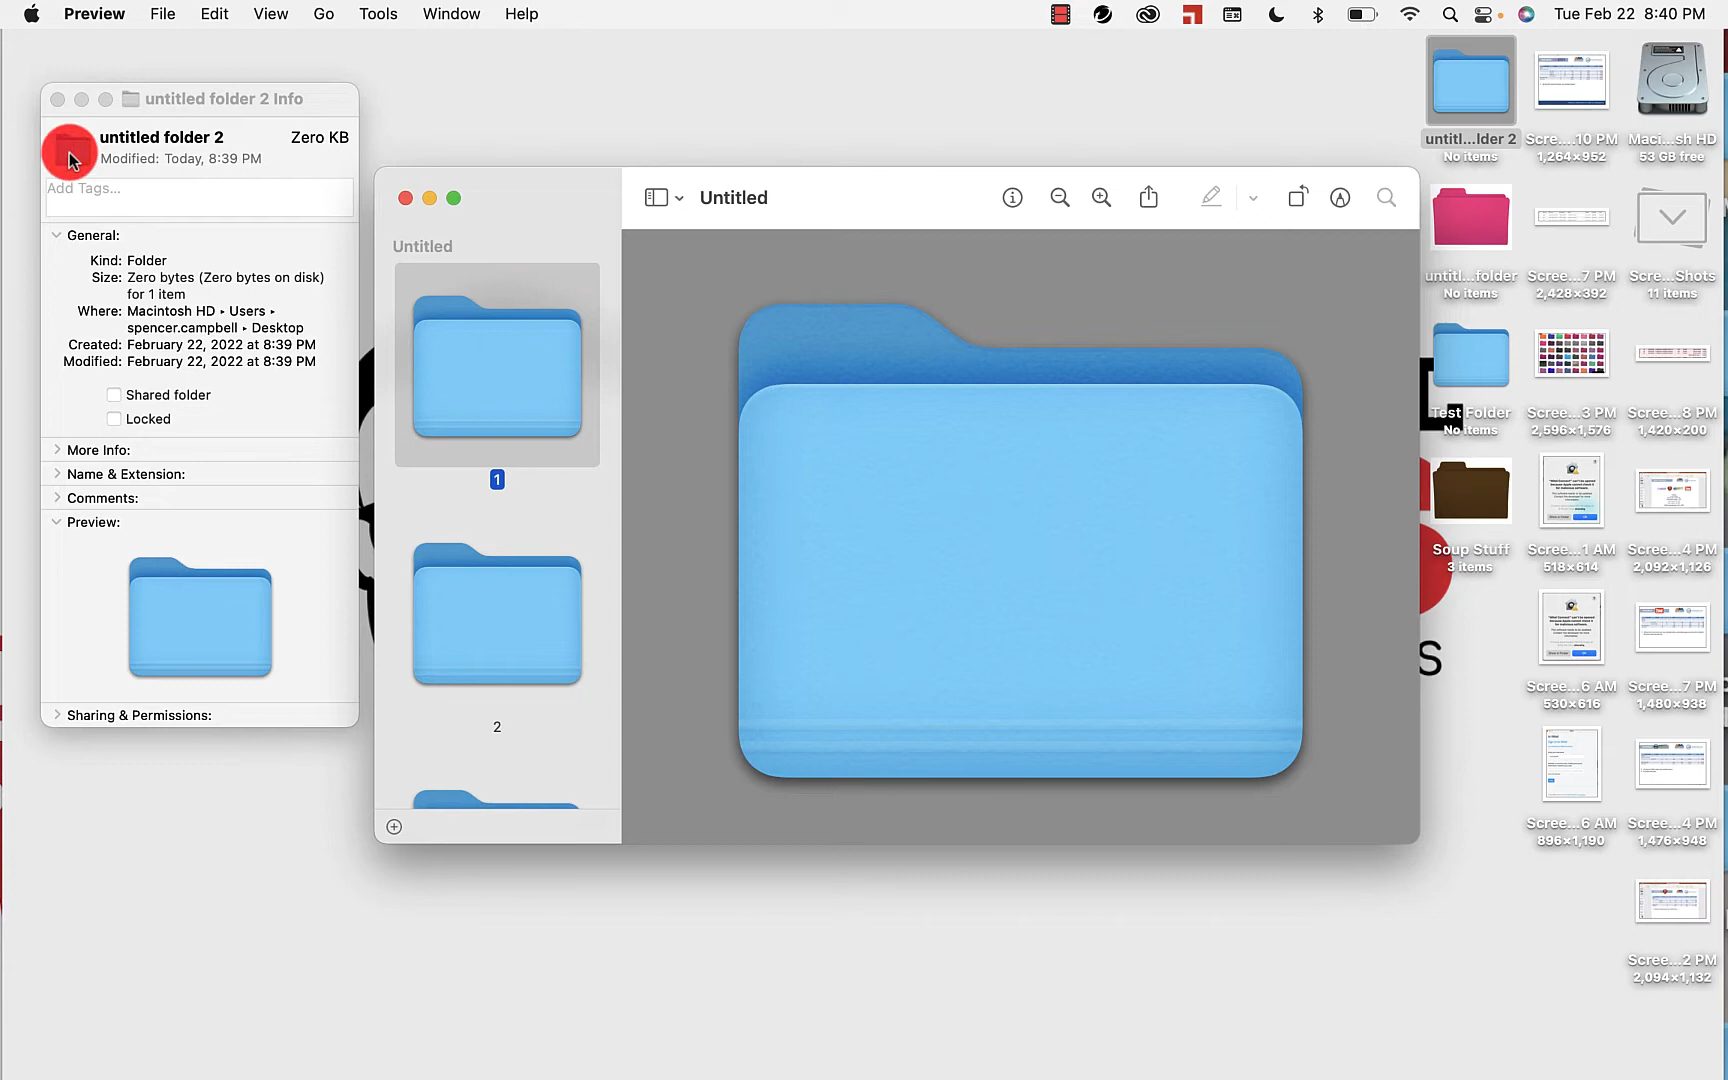 Preview File Edit View Go Tools Window Help
Tue Feb 22 8:40 PM
untitled folder 2 Info
untitled folder 2 Zero KB
Modified: Today, 8:39 PM
Add Tags...
General:
Kind: Folder
Size: Zero bytes (Zero bytes on disk)
for 1 item
Where: Macintosh HD ▸ Users ▸
spencer.campbell ▸ Desktop
Created: February 22, 2022 at 8:39 PM
Modified: February 22, 2022 at 8:39 PM
Shared folder
Locked
More Info:
Name & Extension:
Comments:
Preview:
Sharing & Permissions:
Untitled
Untitled
1
2
S
untitl...lder 2
No items
Scre....10 PM
1,264×952
Maci...sh HD
53 GB free
untitl...folder
No items
Scree...7 PM
2,428×392
Scre...Shots
11 items
Test Folder
No items
Scree...3 PM
2,596×1,576
Scree...8 PM
1,420×200
Soup Stuff
3 items
Scree...1 AM
518×614
Scree...4 PM
2,092×1,126
Scree...6 AM
530×616
Scree...7 PM
1,480×938
Scree...6 AM
896×1,190
Scree...4 PM
1,476×948
Scree...2 PM
2,094×1,132